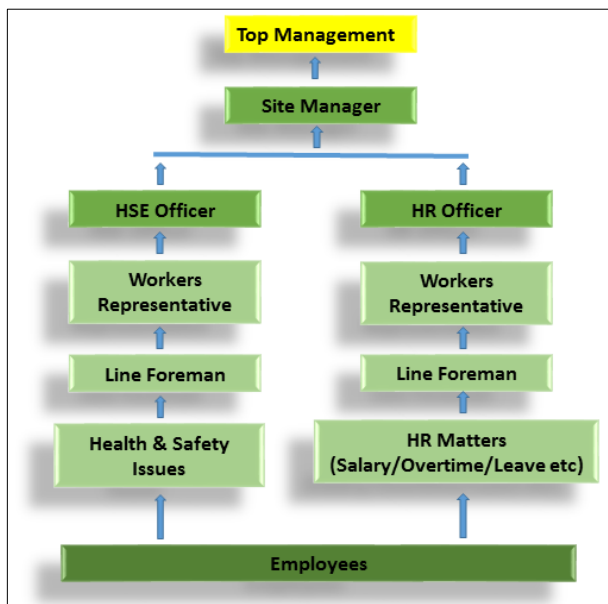 Top Management
Site Manager
HSE Officer
HR Officer
Workers
Representative
Workers
Representative
Line Foreman
Line Foreman
Health & Safety
Issues
HR Matters
(Salary/Overtime/Leave etc)
Employees